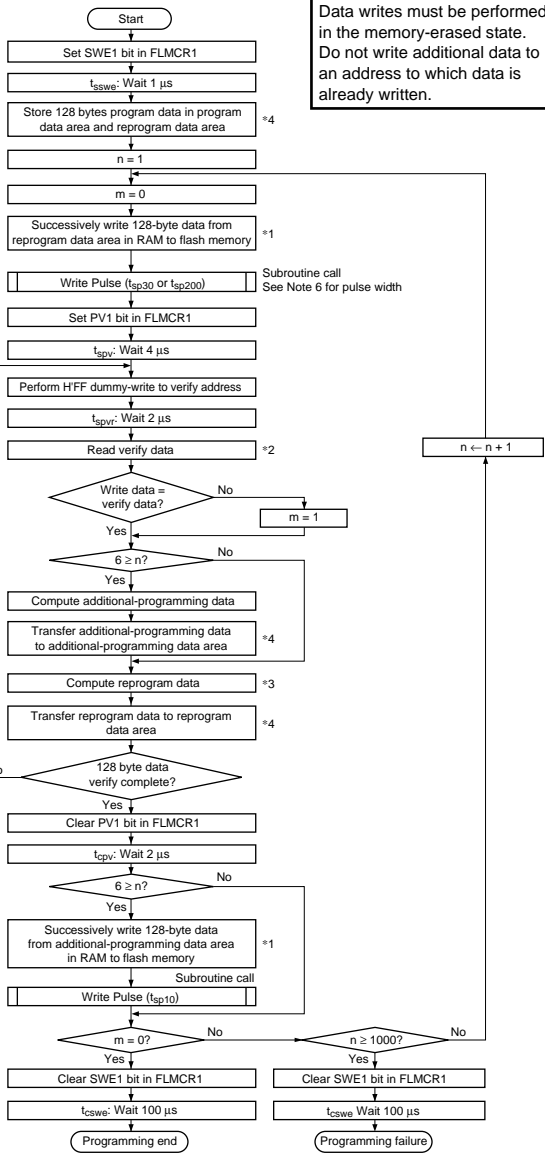 Start
Data writes must be performed
in the memory-erased state.
Do not write additional data to
an address to which data is
already written.
Set SWE1 bit in FLMCR1
tsswe: Wait 1 μs
Store 128 bytes program data in program
data area and reprogram data area
*4
n = 1
m = 0
Successively write 128-byte data from
reprogram data area in RAM to flash memory
*1
Write Pulse (tsp30 or tsp200)
Subroutine call
See Note 6 for pulse width
Set PV1 bit in FLMCR1
tspv: Wait 4 μs
Perform H'FF dummy-write to verify address
tspvr: Wait 2 μs
Read verify data
*2
n ← n + 1
Write data =
verify data?
No
m = 1
Yes
6 ≥ n?
No
Yes
Compute additional-programming data
Transfer additional-programming data
to additional-programming data area
*4
Compute reprogram data
*3
Transfer reprogram data to reprogram
data area
*4
128 byte data
verify complete?
Yes
Clear PV1 bit in FLMCR1
tcpv: Wait 2 μs
6 ≥ n?
No
Yes
Successively write 128-byte data
from additional-programming data area
in RAM to flash memory
*1
Subroutine call
Write Pulse (tsp10)
m = 0?
No
n ≥ 1000?
No
Yes
Yes
Clear SWE1 bit in FLMCR1
Clear SWE1 bit in FLMCR1
tcswe: Wait 100 μs
tcswe Wait 100 μs
Programming end
Programming failure